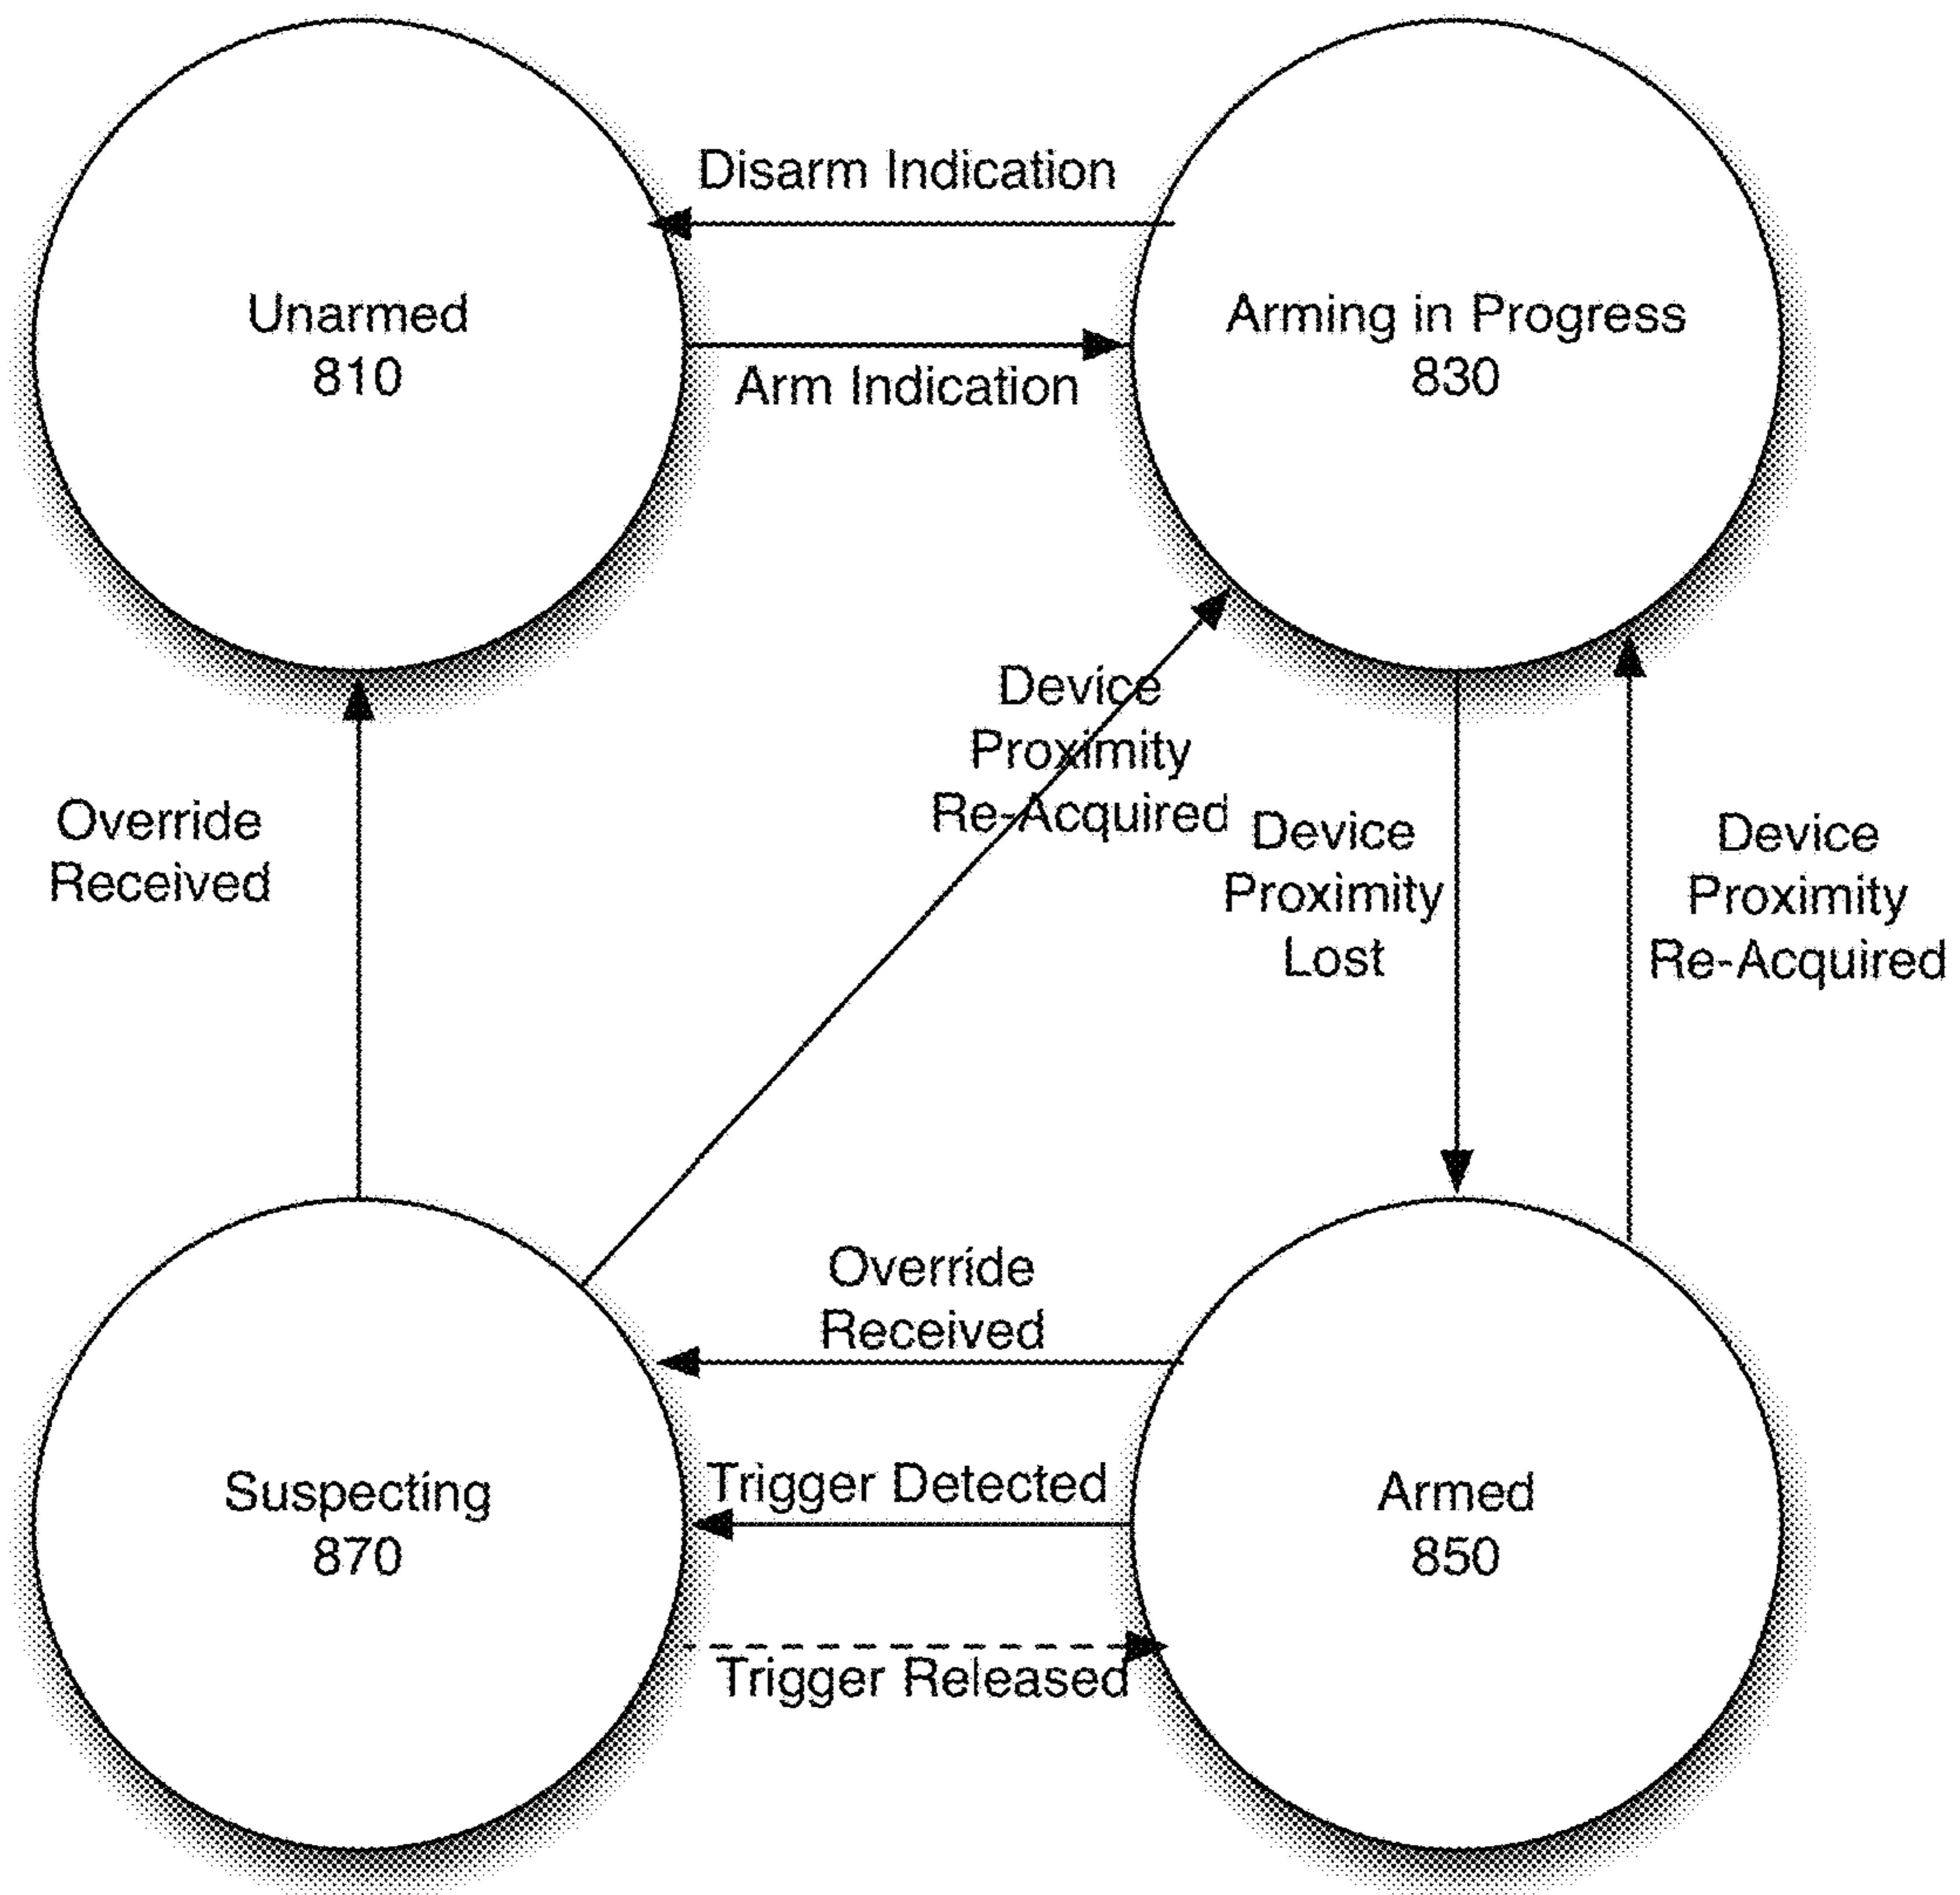 Disarm Indication
Unarmed
810
Arming in Progress
830
Arm Indication
Device
Proximity
Re-Acquired
Override
Received
Device
Proximity
Lost
Device
Proximity
Re-Acquired
Override
Received
Suspecting
870
Trigger Detected
Armed
850
Trigger Released